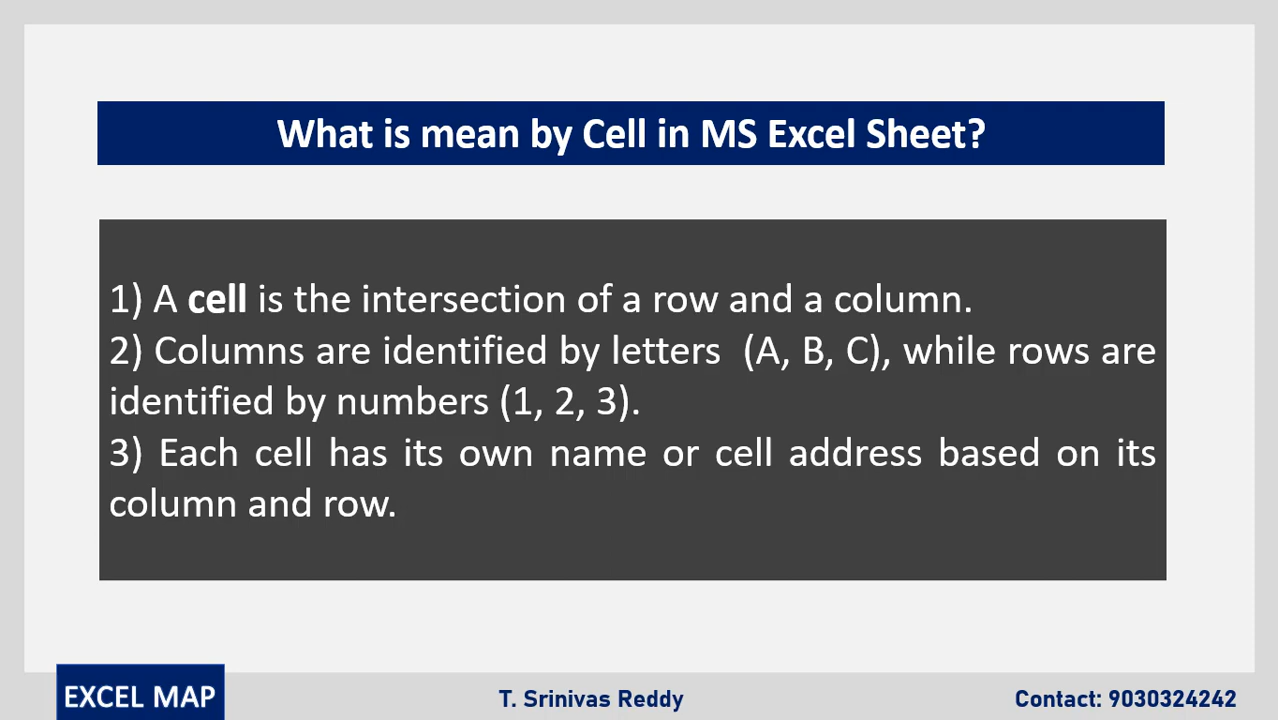 What is mean by Cell in MS Excel Sheet?
1) A cell is the intersection of a row and a column.
2) Columns are identified by letters  (A, B, C), while rows are
identified by numbers (1, 2, 3).
3) Each cell has its own name or cell address based on its
column and row.
EXCEL MAP
T. Srinivas Reddy
Contact: 9030324242